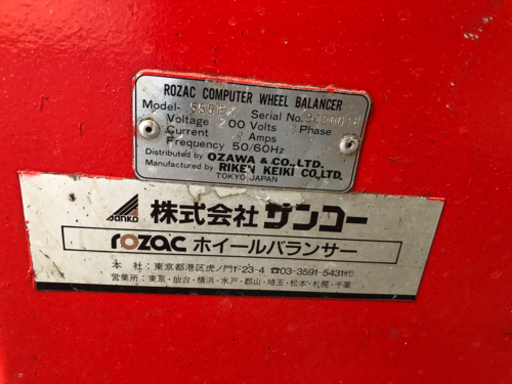 ROZAC COMPUTER WHEEL BALANCER
Model- Serial No.
Voltage 200 Volts Phase
Current Amps
Frequency 50/60Hz
Distributed by OZAWA & CO.,LTD.
Manufactured by RIKEN KEIKI CO.,LTD.
TOKYO JAPAN
Sanko 株式会社 サンコー
rozac ホイールバランサー
本社:東京都港区虎ノ門1-23-4 ☎03-3591-5431㈹
営業所:東京・仙台・横浜・水戸・郡山・埼玉・松本・札幌・千葉